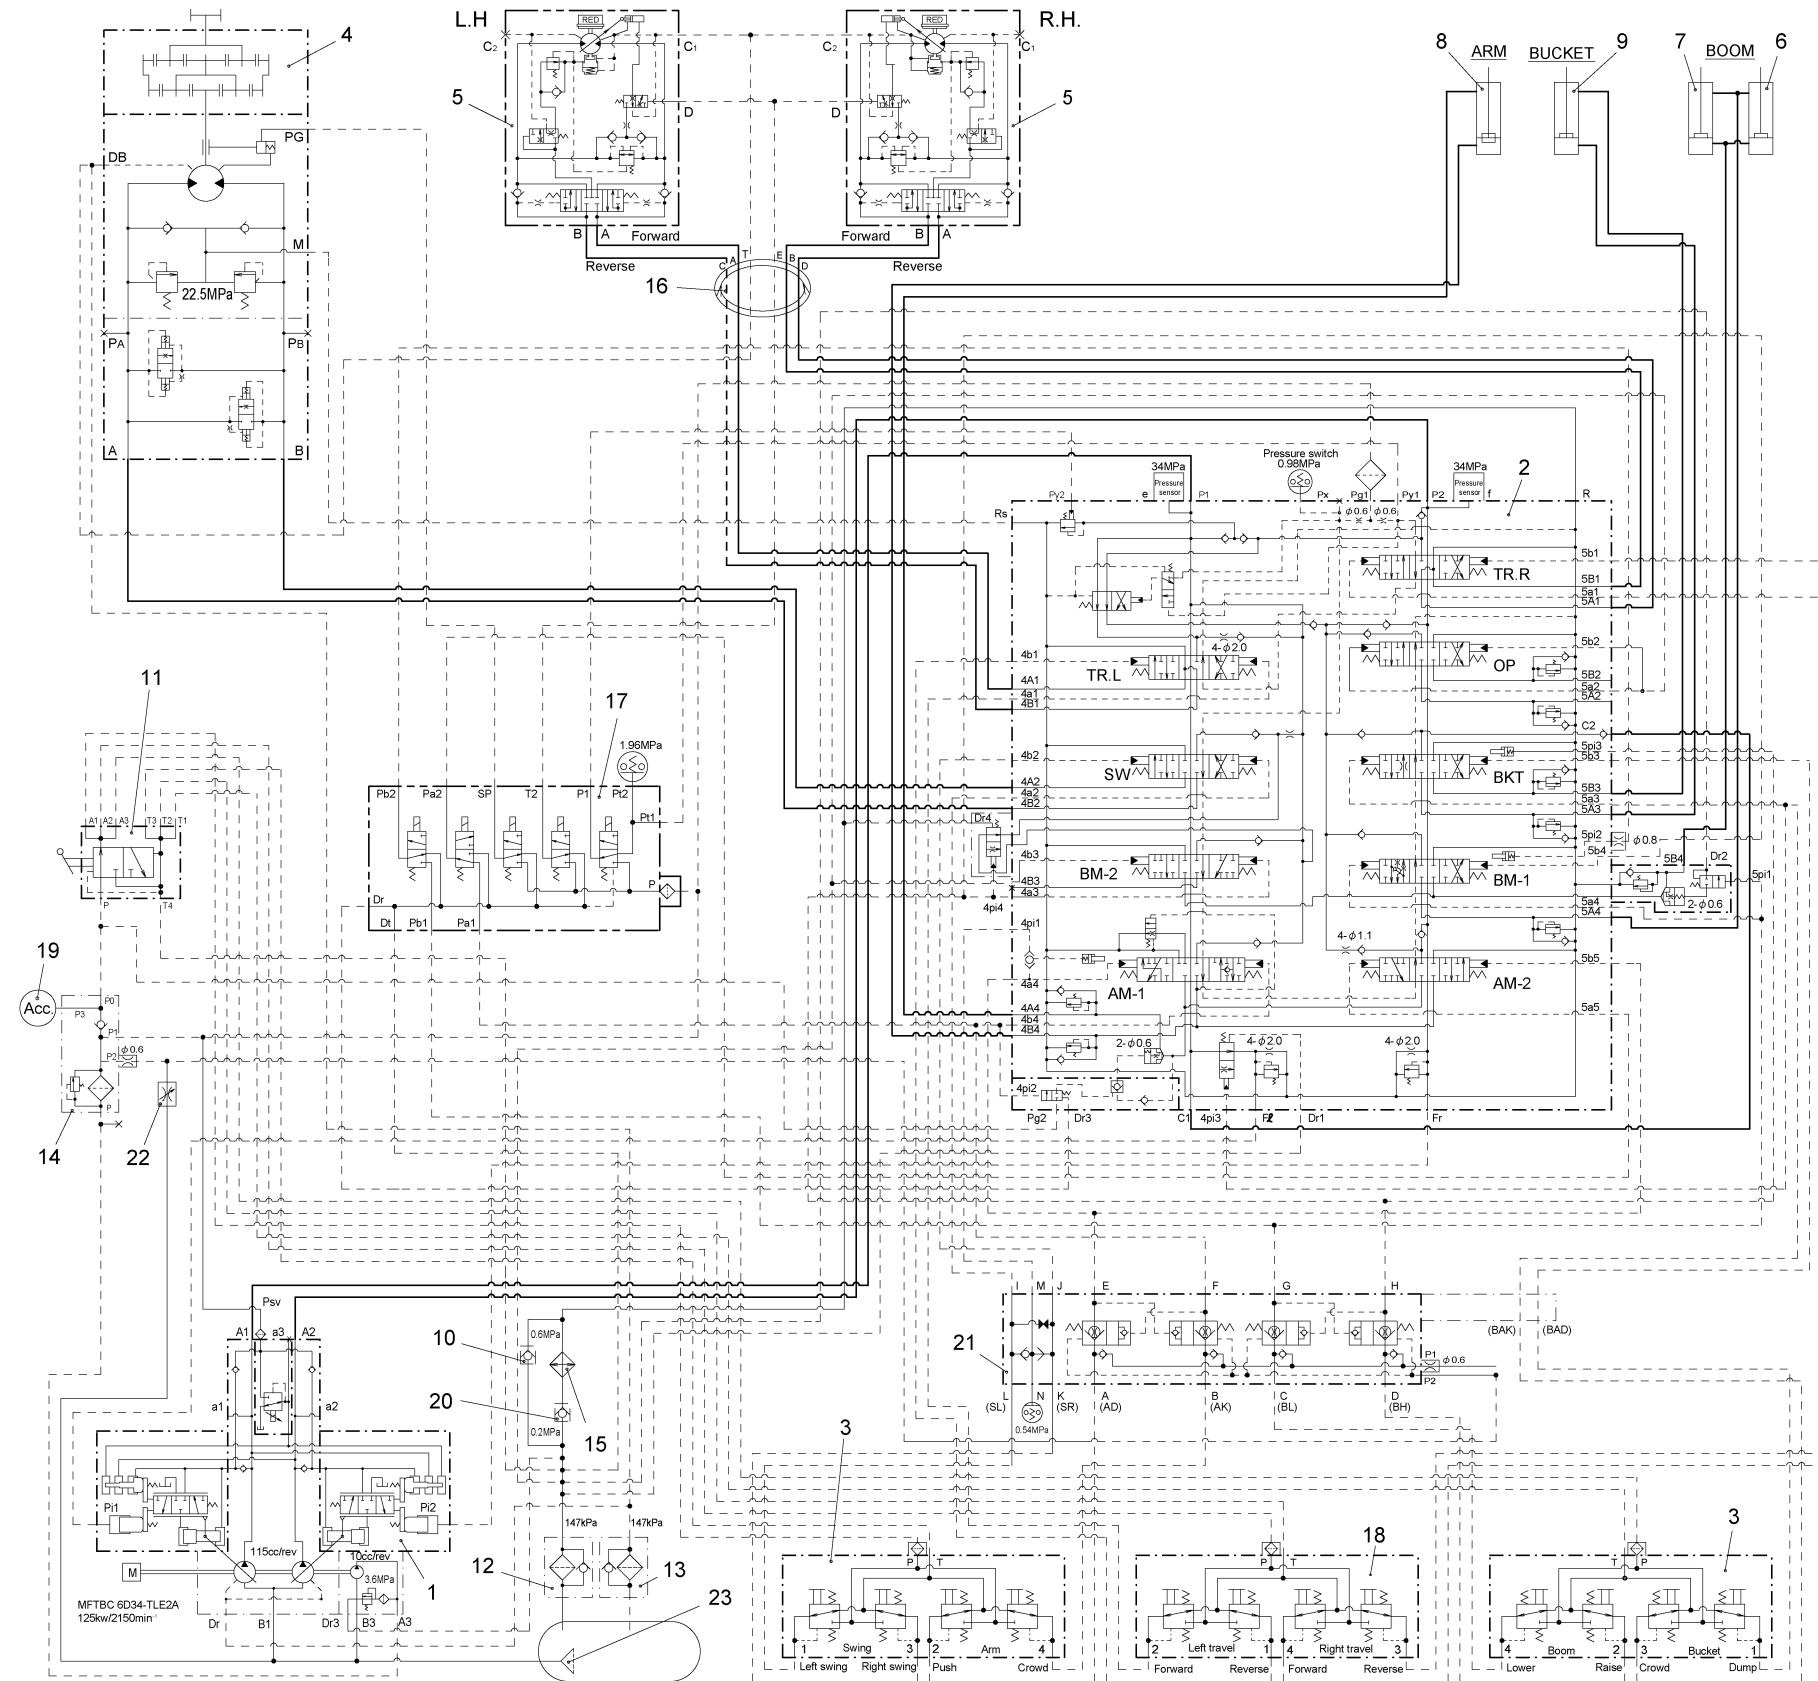 L.H
R.H.
RED
RED
C2
C1
C2
C1
4
5
5
8
ARM
BUCKET
9
7
BOOM
6
PG
DB
D
D
M
B
A
Forward
Forward
B
A
Reverse
Reverse
C
A
T
E
B
D
16
22.5MPa
PA
PB
A
B
Pressure switch
0.98MPa
34MPa
Pressure
sensor
34MPa
Pressure
sensor
2
Py2
e
P1
Px
Pg1
Py1
P2
f
R
Rs
φ0.6
φ0.6
5b1
TR.R
5B1
5a1
5A1
4b1
4-φ2.0
5b2
TR.L
OP
4A1
4a1
4B1
5B2
5a2
5A2
C2
11
17
1.96MPa
4b2
5pi3
5b3
SW
BKT
4A2
4a2
4B2
5B3
5a3
5A3
Pb2
Pa2
SP
T2
P1
Pt2
Pt1
A1
A2
A3
T3
T2
T1
Dr4
5pi2
φ0.8
5b4
4b3
5B4
Dr2
BM-2
BM-1
4B3
4a3
5pi1
P
P
T4
Dr
Dt
Pb1
Pa1
4pi4
5a4
5A4
2-φ0.6
4pi1
4-φ1.1
5b5
19
Acc.
4a4
AM-1
AM-2
P0
P3
P1
4A4
4b4
4B4
5a5
P2
φ0.6
2-φ0.6
4-φ2.0
4-φ2.0
P
4pi2
Pg2
Dr3
C1
4pi3
Fℓ
Dr1
Fr
14
22
Psv
I
M
J
E
F
G
H
A1
a3
A2
10
0.6MPa
21
(BAK)
(BAD)
P1
φ0.6
P2
a1
a2
20
0.2MPa
15
L
N
K
A
B
C
D
(SL)
(SR)
(AD)
(AK)
(BL)
(BH)
0.54MPa
3
Pi1
Pi2
147kPa
147kPa
18
3
115cc/rev
10cc/rev
12
13
P
T
P
T
T
P
M
3.6MPa
1
MFTBC 6D34-TLE2A
125kw/2150min-1
Dr
B1
Dr3
B3
A3
23
1
Swing
3
2
Arm
4
2
Left travel
1
4
Right travel
3
4
Boom
2
3
Bucket
1
Left swing
Right swing
Push
Crowd
Forward
Reverse
Forward
Reverse
Lower
Raise
Crowd
Dump